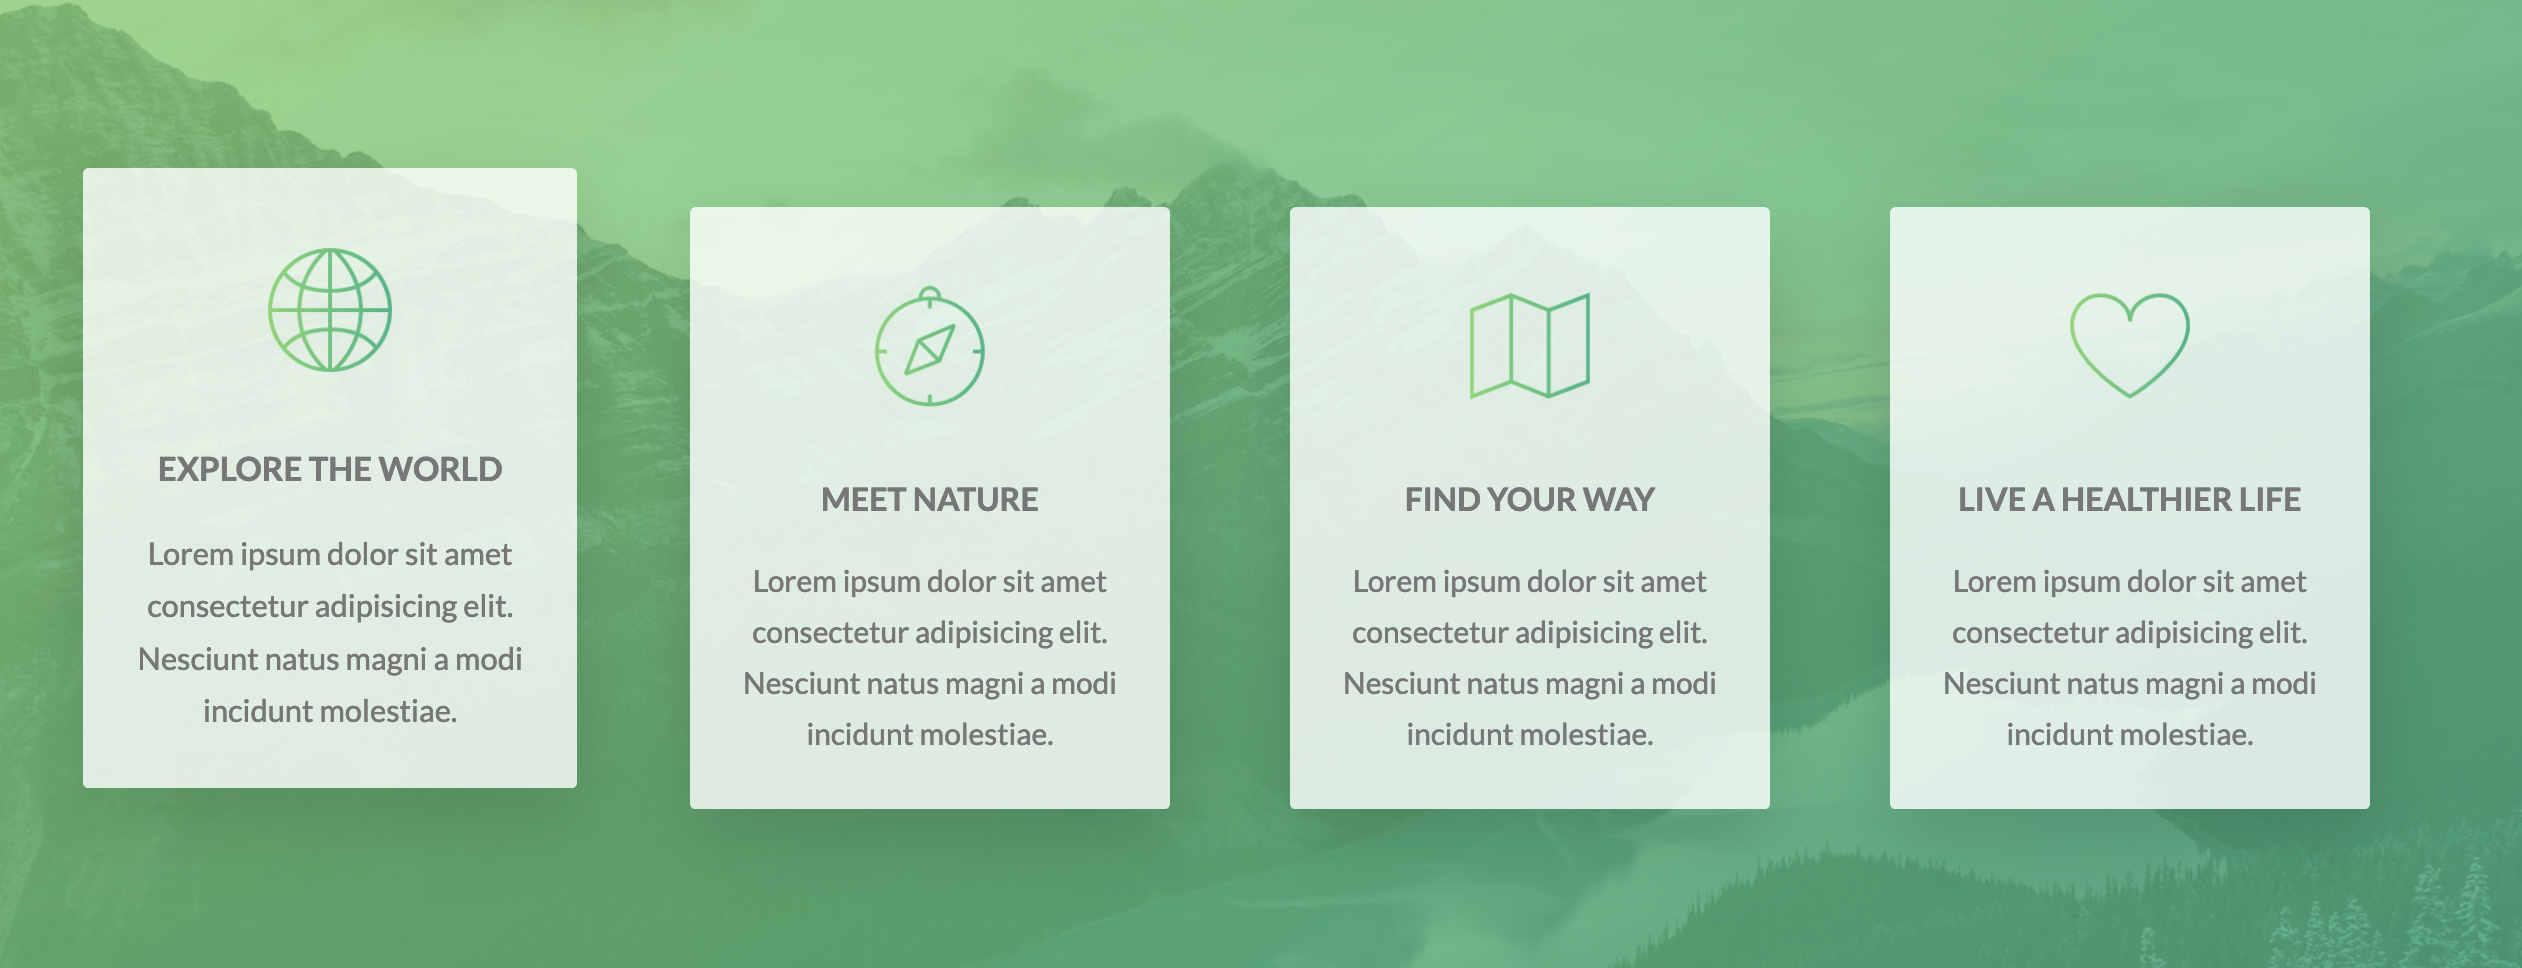 EXPLORE THE WORLD
Lorem ipsum dolor sit amet
consectetur adipisicing elit.
Nesciunt natus magni a modi
incidunt molestiae.
MEET NATURE
Lorem ipsum dolor sit amet
consectetur adipisicing elit.
Nesciunt natus magni a modi
incidunt molestiae.
FIND YOUR WAY
Lorem ipsum dolor sit amet
consectetur adipisicing elit.
Nesciunt natus magni a modi
incidunt molestiae.
LIVE A HEALTHIER LIFE
Lorem ipsum dolor sit amet
consectetur adipisicing elit.
Nesciunt natus magni a modi
incidunt molestiae.